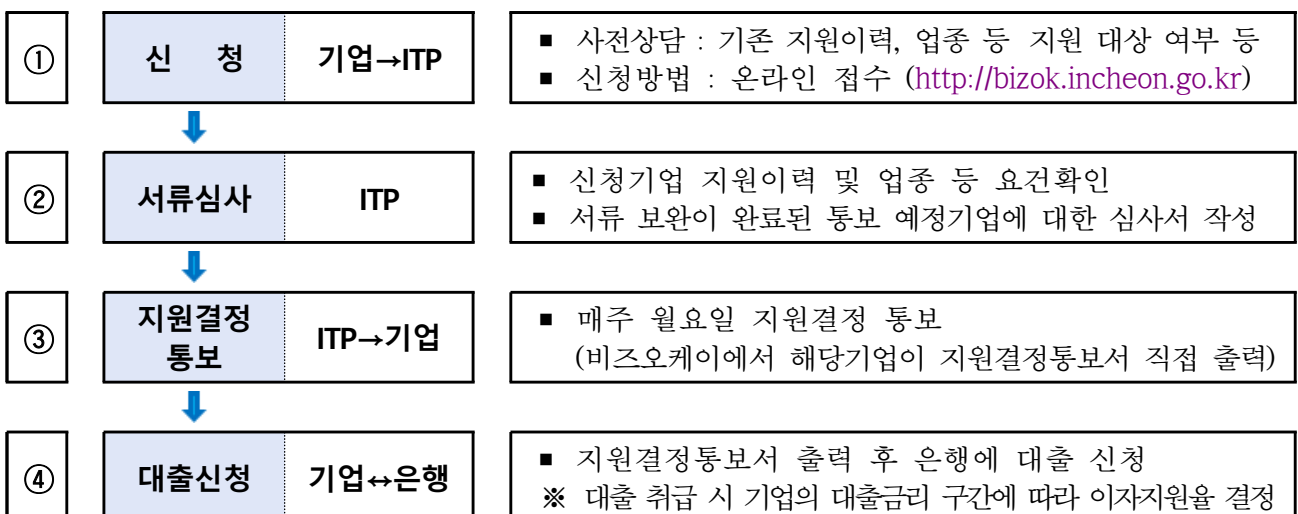 ① 신 청 기업→ITP
■ 사전상담 : 기존 지원이력, 업종 등 지원 대상 여부 등
■ 신청방법 : 온라인 접수 (http://bizok.incheon.go.kr)
② 서류심사 ITP
■ 신청기업 지원이력 및 업종 등 요건확인
■ 서류 보완이 완료된 통보 예정기업에 대한 심사서 작성
③ 지원결정
통보 ITP→기업
■ 매주 월요일 지원결정 통보
(비즈오케이에서 해당기업이 지원결정통보서 직접 출력)
④ 대출신청 기업↔은행
■ 지원결정통보서 출력 후 은행에 대출 신청
※ 대출 취급 시 기업의 대출금리 구간에 따라 이자지원율 결정